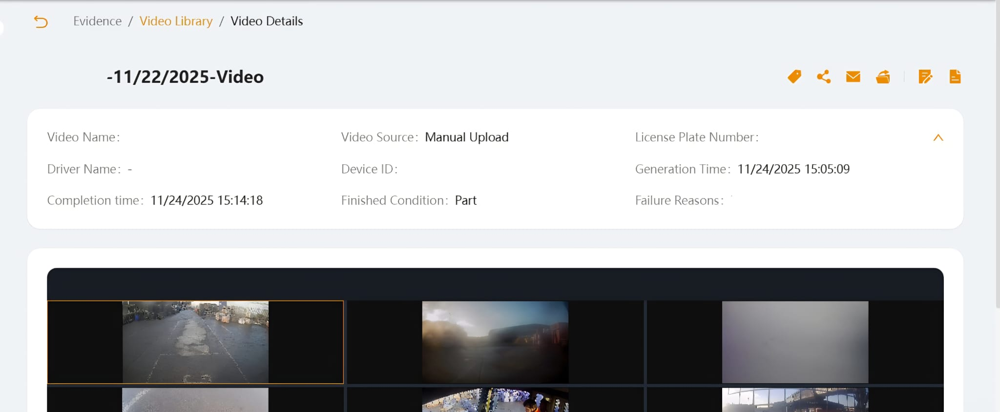 Evidence / Video Library / Video Details
-11/22/2025-Video
Video Name:
Video Source: Manual Upload
License Plate Number:
Driver Name: -
Device ID:
Generation Time: 11/24/2025 15:05:09
Completion time: 11/24/2025 15:14:18
Finished Condition: Part
Failure Reasons: